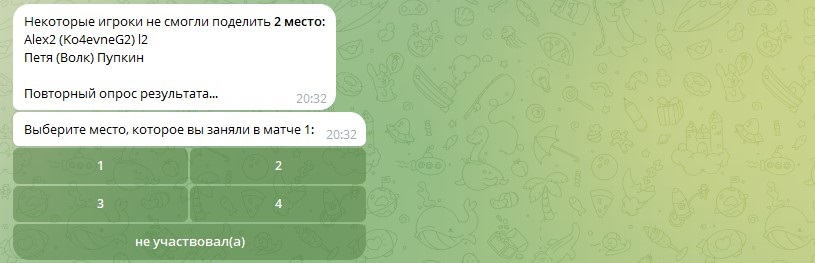 Некоторые игроки не смогли поделить 2 место:
Alex2 (Ko4evneG2) l2
Петя (Волк) Пупкин
Повторный опрос результата...
20:32
Выберите место, которое вы заняли в матче 1:
20:32
1
2
3
4
не участвовал(а)